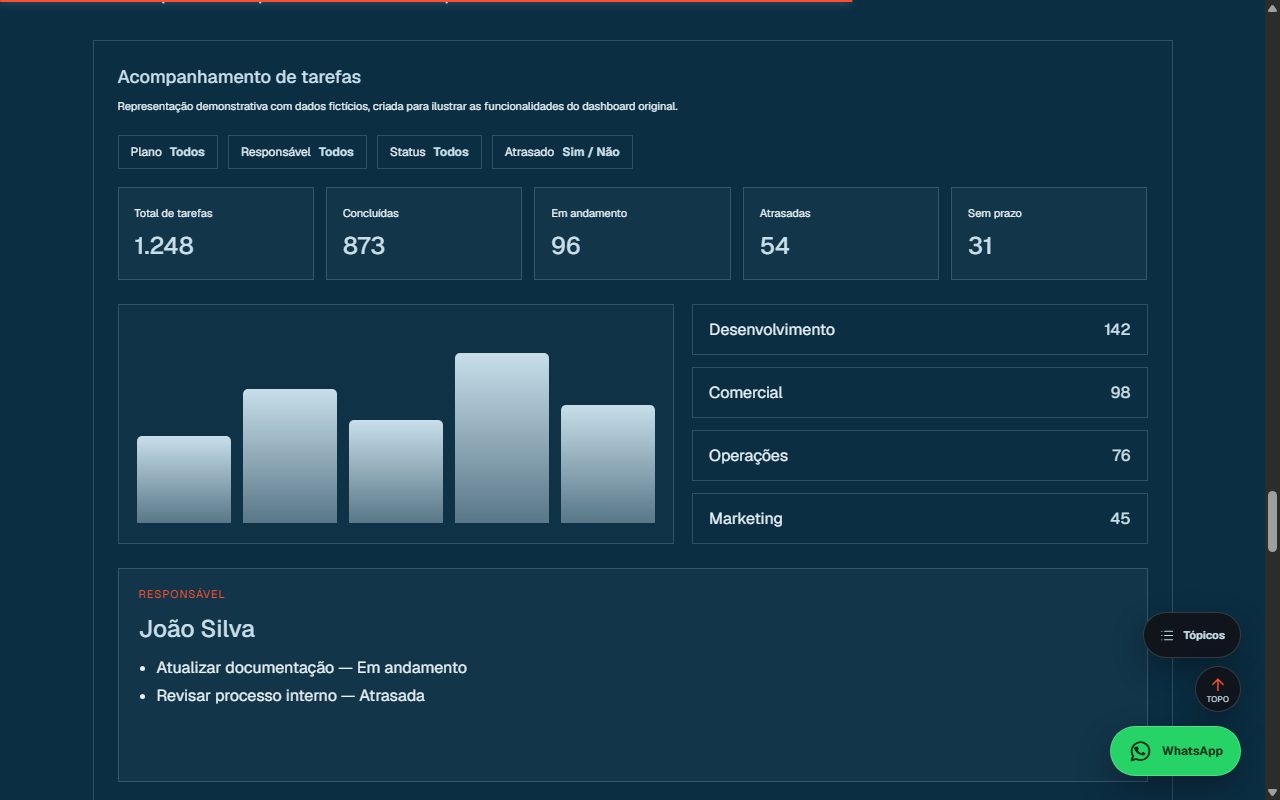 Acompanhamento de tarefas
Representação demonstrativa com dados fictícios, criada para ilustrar as funcionalidades do dashboard original.
Plano Todos
Responsável Todos
Status Todos
Atrasado Sim / Não
Total de tarefas
1.248
Concluídas
873
Em andamento
96
Atrasadas
54
Sem prazo
31
Desenvolvimento 142
Comercial 98
Operações 76
Marketing 45
RESPONSÁVEL
João Silva
• Atualizar documentação — Em andamento
• Revisar processo interno — Atrasada
Tópicos
TOPO
WhatsApp